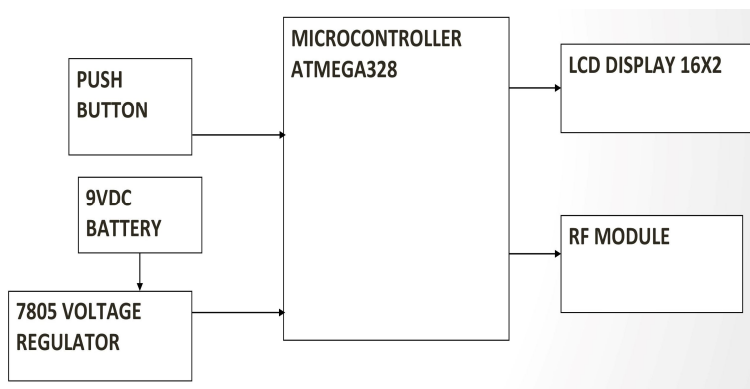 MICROCONTROLLER
ATMEGA328
PUSH
BUTTON
LCD DISPLAY 16X2
9VDC
BATTERY
RF MODULE
7805 VOLTAGE
REGULATOR